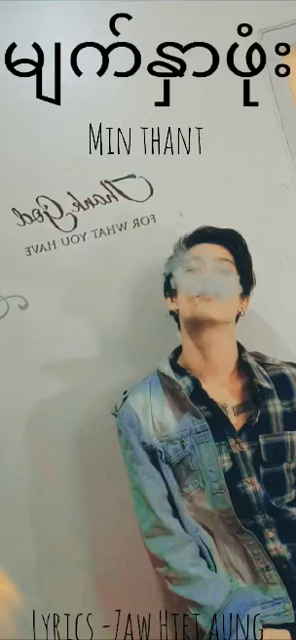 မျက်နှာဖုံး
Min thant
Thank God
FOR WHAT YOU HAVE
Lyrics -Zaw Htet aung